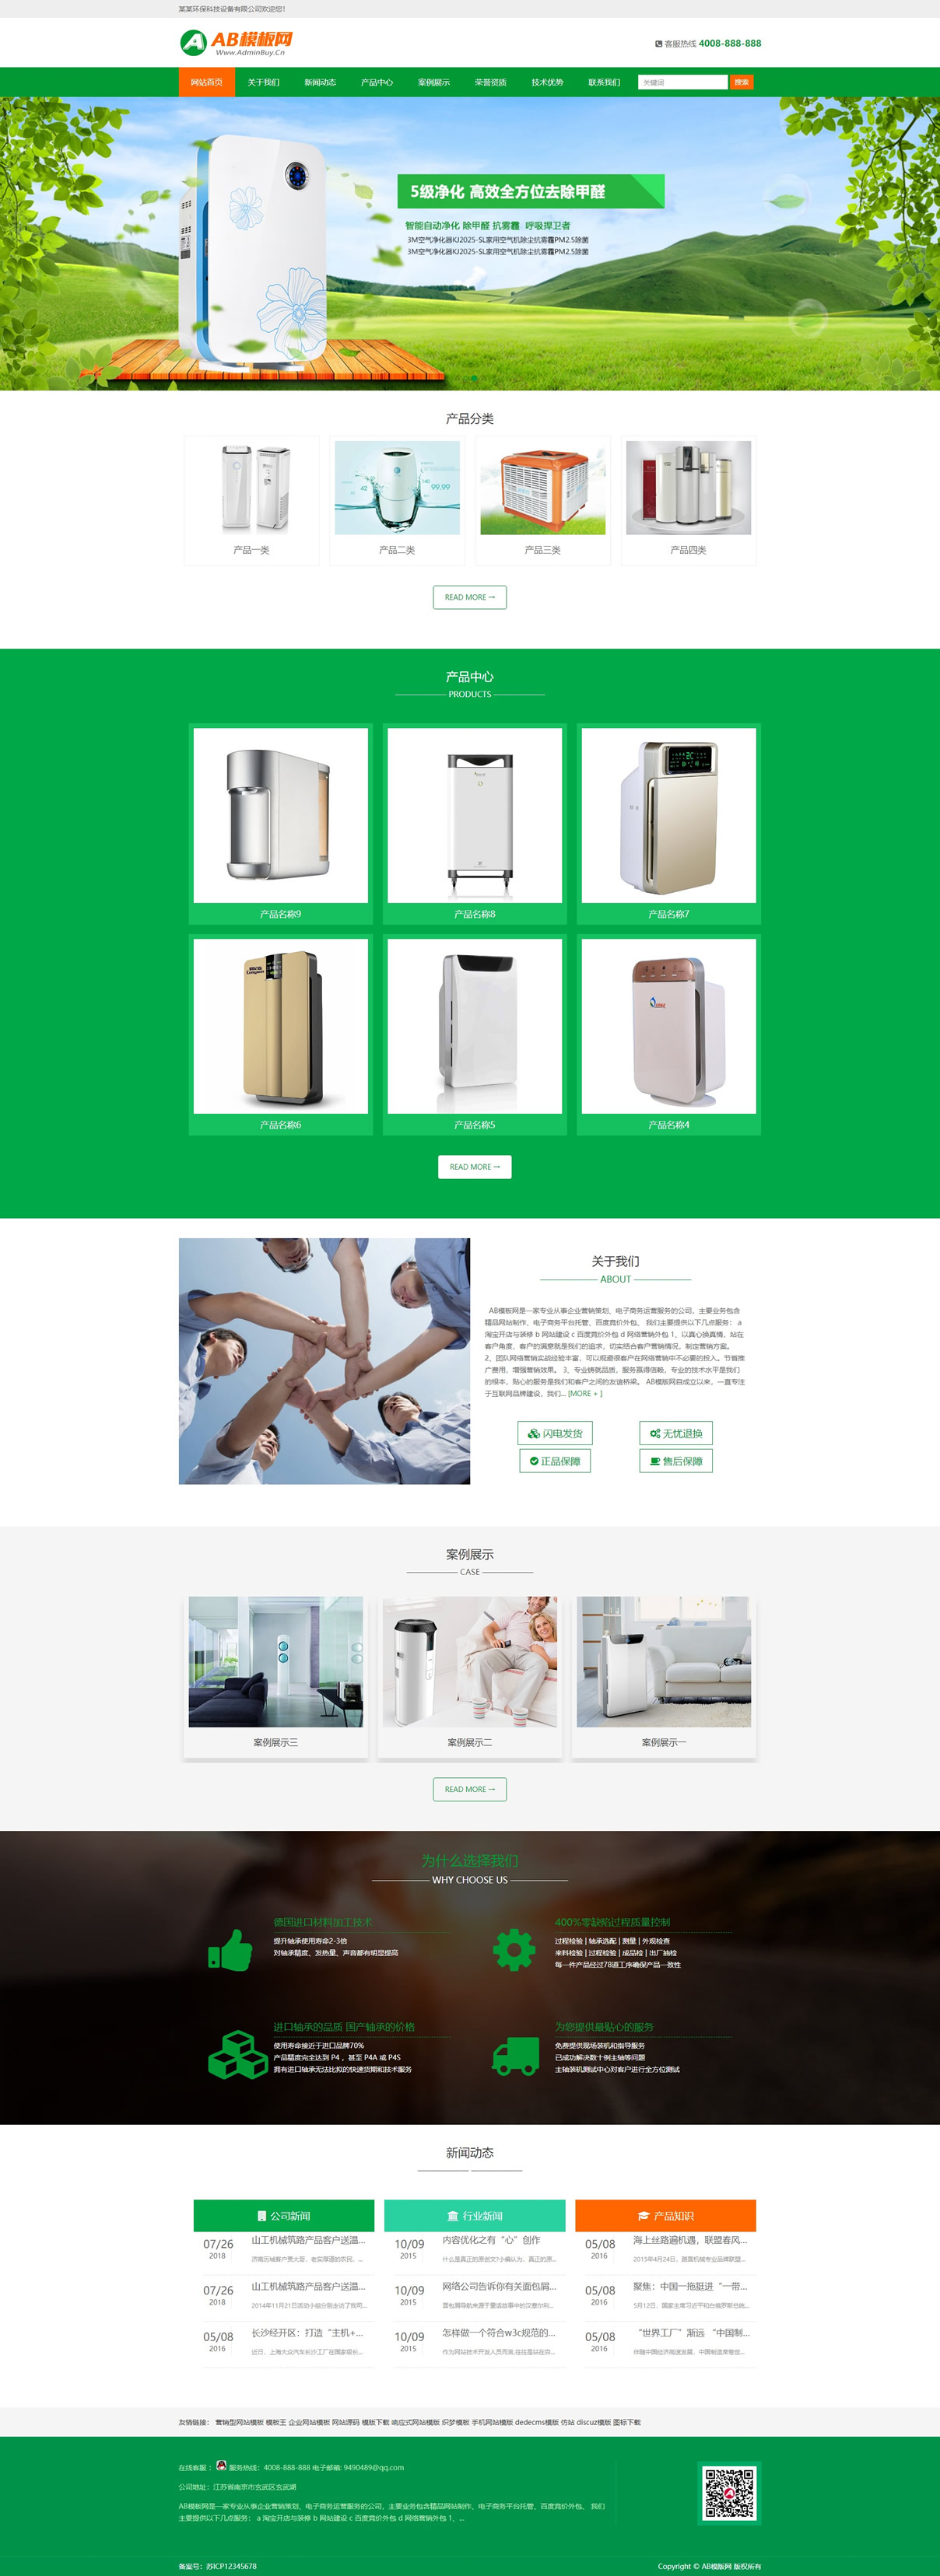 某某环保科技设备有限公司欢迎您!
AB模板网
Www.AdminBuy.Cn
客服热线 4008-888-888
网站首页 关于我们 新闻动态 产品中心 案例展示 荣誉资质 技术优势 联系我们 关键词 搜索
5级净化 高效全方位去除甲醛
智能自动净化 除甲醛 抗雾霾 呼吸捍卫者
3M空气净化器KJ2025-SL家用空气机除尘抗雾霾PM2.5除菌
3M空气净化器KJ2025-SL家用空气机除尘抗雾霾PM2.5除菌
产品分类
99.99
产品一类 产品二类 产品三类 产品四类
READ MORE →
产品中心
PRODUCTS
产品名称9 产品名称8 产品名称7
产品名称6 产品名称5 产品名称4
READ MORE →
关于我们
ABOUT
AB模板网是一家专业从事企业营销策划、电子商务运营服务的公司，主要业务包含
精品网站制作、电子商务平台托管、百度竞价外包、 我们主要提供以下几点服务： a
淘宝开店与装修 b 网站建设 c 百度竞价外包 d 网络营销外包 1、以真心换真情、站在
客户角度，客户的满意就是我们的追求，切实结合客户营销情况，制定营销方案。
2、团队网络营销实战经验丰富，可以规避很客户在网络营销中不必要的投入。节省推
广费用，增强营销效果。 3、专业铸就品质，服务赢得信赖。专业的技术水平是我们
的根本，贴心的服务是我们和客户之间的友谊桥梁。 AB模版网自成立以来，一直专注
于互联网品牌建设，我们... [MORE + ]
闪电发货 无忧退换
正品保障 售后保障
案例展示
CASE
案例展示三 案例展示二 案例展示一
READ MORE →
为什么选择我们
WHY CHOOSE US
德国进口材料加工技术
提升轴承使用寿命2-3倍
对轴承精度、发热量、声音都有明显提高
400%零缺陷过程质量控制
过程检验 | 轴承选配 | 测量 | 外观检查
来料检验 | 过程检验 | 成品检 | 出厂抽检
每一件产品经过78道工序确保产品一致性
进口轴承的品质 国产轴承的价格
使用寿命接近于进口品牌70%
产品精度完全达到 P4 ，甚至 P4A 或 P4S
拥有进口轴承无法比拟的快速货期和技术服务
为您提供最贴心的服务
免费提供现场装机和指导服务
已成功解决数十例主轴等问题
主轴装机测试中心对客户进行全方位测试
新闻动态
公司新闻
07/26
2018
山工机械筑路产品客户送温...
济南历城客户贾大哥，老实厚道的农民，...
07/26
2018
山工机械筑路产品客户送温...
2014年11月21日活动小组分别走访了我司...
05/08
2016
长沙经开区：打造“主机+...
近日，上海大众汽车长沙工厂在国家级长...
行业新闻
10/09
2015
内容优化之有“心”创作
什么是真正的原创文?小编认为，真正的原...
10/09
2015
网络公司告诉你有关面包屑...
面包屑导航来源于童话故事中的汉塞尔利...
10/09
2015
怎样做一个符合w3c规范的...
作为网站技术开发人员而言,往往是站在自...
产品知识
05/08
2016
海上丝路遍机遇，联盟春风...
2015年4月24日，路面机械专业品牌联盟...
05/08
2016
聚焦：中国一拖挺进“一带...
5月12日，国家主席习近平和白俄罗斯总统...
05/08
2016
“世界工厂”渐远 “中国制...
伴随中国经济高速发展，中国制造常誉世...
友情链接： 营销型网站模板 模板王 企业网站模板 网站源码 模版下载 响应式网站模版 织梦模板 手机网站模版 dedecms模版 仿站 discuz模版 图标下载
在线客服 ： 服务热线： 4008-888-888 电子邮箱: 9490489@qq.com
公司地址：江苏省南京市玄武区玄武湖
AB模板网是一家专业从事企业营销策划、电子商务运营服务的公司，主要业务包含精品网站制作、电子商务平台托管、百度竞价外包、 我们
主要提供以下几点服务： a 淘宝开店与装修 b 网站建设 c 百度竞价外包 d 网络营销外包 1、...
备案号：苏ICP12345678
Copyright © AB模版网 版权所有